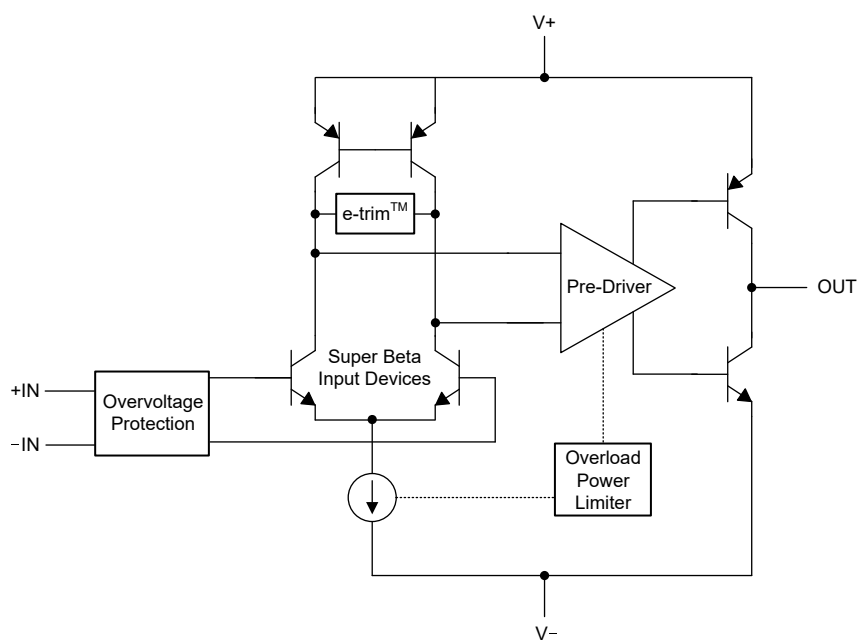 V+
e-trim™
Pre-Driver
OUT
Super Beta
Input Devices
+IN
Overvoltage
Protection
−IN
Overload
Power
Limiter
V−